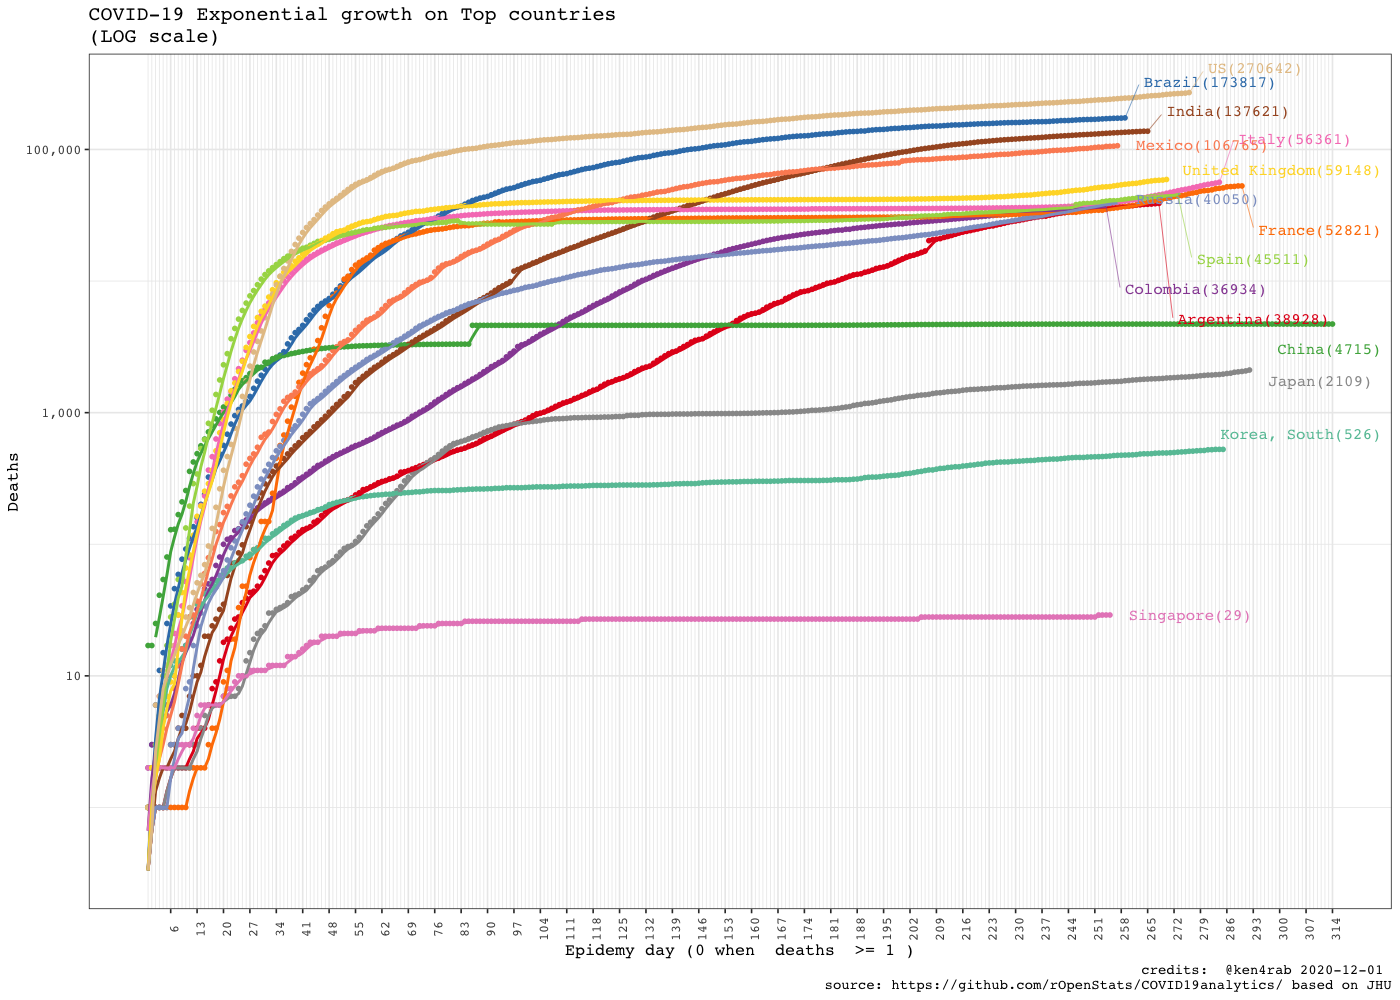 COVID-19 Exponential growth on Top countries
(LOG scale)
US(270642)
Brazil(173817)
India(137621)
Italy(56361)
Mexico(106765)
United Kingdom(59148)
Russia(40050)
France(52821)
Spain(45511)
Colombia(36934)
Argentina(38928)
China(4715)
Japan(2109)
Korea, South(526)
Singapore(29)
100,000
1,000
10
Deaths
6 13 20 27 34 41 48 55 62 69 76 83 90 97 104 111 118 125 132 139 146 153 160 167 174 181 188 195 202 209 216 223 230 237 244 251 258 265 272 279 286 293 300 307 314
Epidemy day (0 when deaths >= 1 )
credits: @ken4rab 2020-12-01
source: https://github.com/rOpenStats/COVID19analytics/ based on JHU